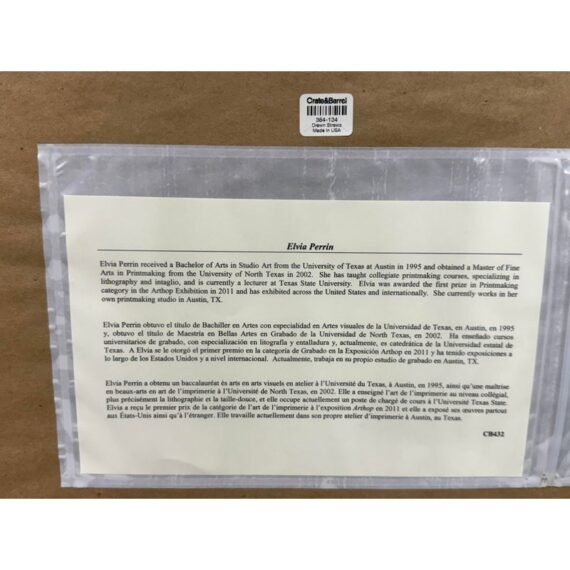 Crate&Barrel
364-134
Drawn Streets
Made in USA
Elvia Perrin
Elvia Perrin received a Bachelor of Arts in Studio Art from the University of Texas at Austin in 1995 and obtained a Master of Fine
Arts in Printmaking from the University of North Texas in 2002. She has taught collegiate printmaking courses, specializing in
lithography and intaglio, and is currently a lecturer at Texas State University. Elvia was awarded the first prize in Printmaking
category in the Arthop Exhibition in 2011 and has exhibited across the United States and internationally. She currently works in her
own printmaking studio in Austin, TX.
Elvia Perrin obtuvo el título de Bachiller en Artes con especialidad en Artes visuales de la Universidad de Texas, en Austin, en 1995
y, obtuvo el título de Maestría en Bellas Artes en Grabado de la Universidad de North Texas, en 2002. Ha enseñado cursos
universitarios de grabado, con especialización en litografía y entalladura y, actualmente, es catedrática de la Universidad estatal de
Texas. A Elvia se le otorgó el primer premio en la categoría de Grabado en la Exposición Arthop en 2011 y ha tenido exposiciones a
lo largo de los Estados Unidos y a nivel internacional. Actualmente, trabaja en su propio estudio de grabado en Austin, TX.
Elvia Perrin a obtenu un baccalauréat ès arts en arts visuels en atelier à l'Université du Texas, à Austin, en 1995, ainsi qu'une maîtrise
en beaux-arts en art de l'imprimerie à l'Université de North Texas, en 2002. Elle a enseigné l'art de l'imprimerie au niveau collégial,
plus précisément la lithographie et la taille-douce, et elle occupe actuellement un poste de chargé de cours à l'Université Texas State.
Elvia a reçu le premier prix de la catégorie de l'art de l'imprimerie à l'exposition Arthop en 2011 et elle a exposé ses œuvres partout
aux États-Unis ainsi qu'à l'étranger. Elle travaille actuellement dans son propre atelier d'imprimerie à Austin, au Texas.
CB432